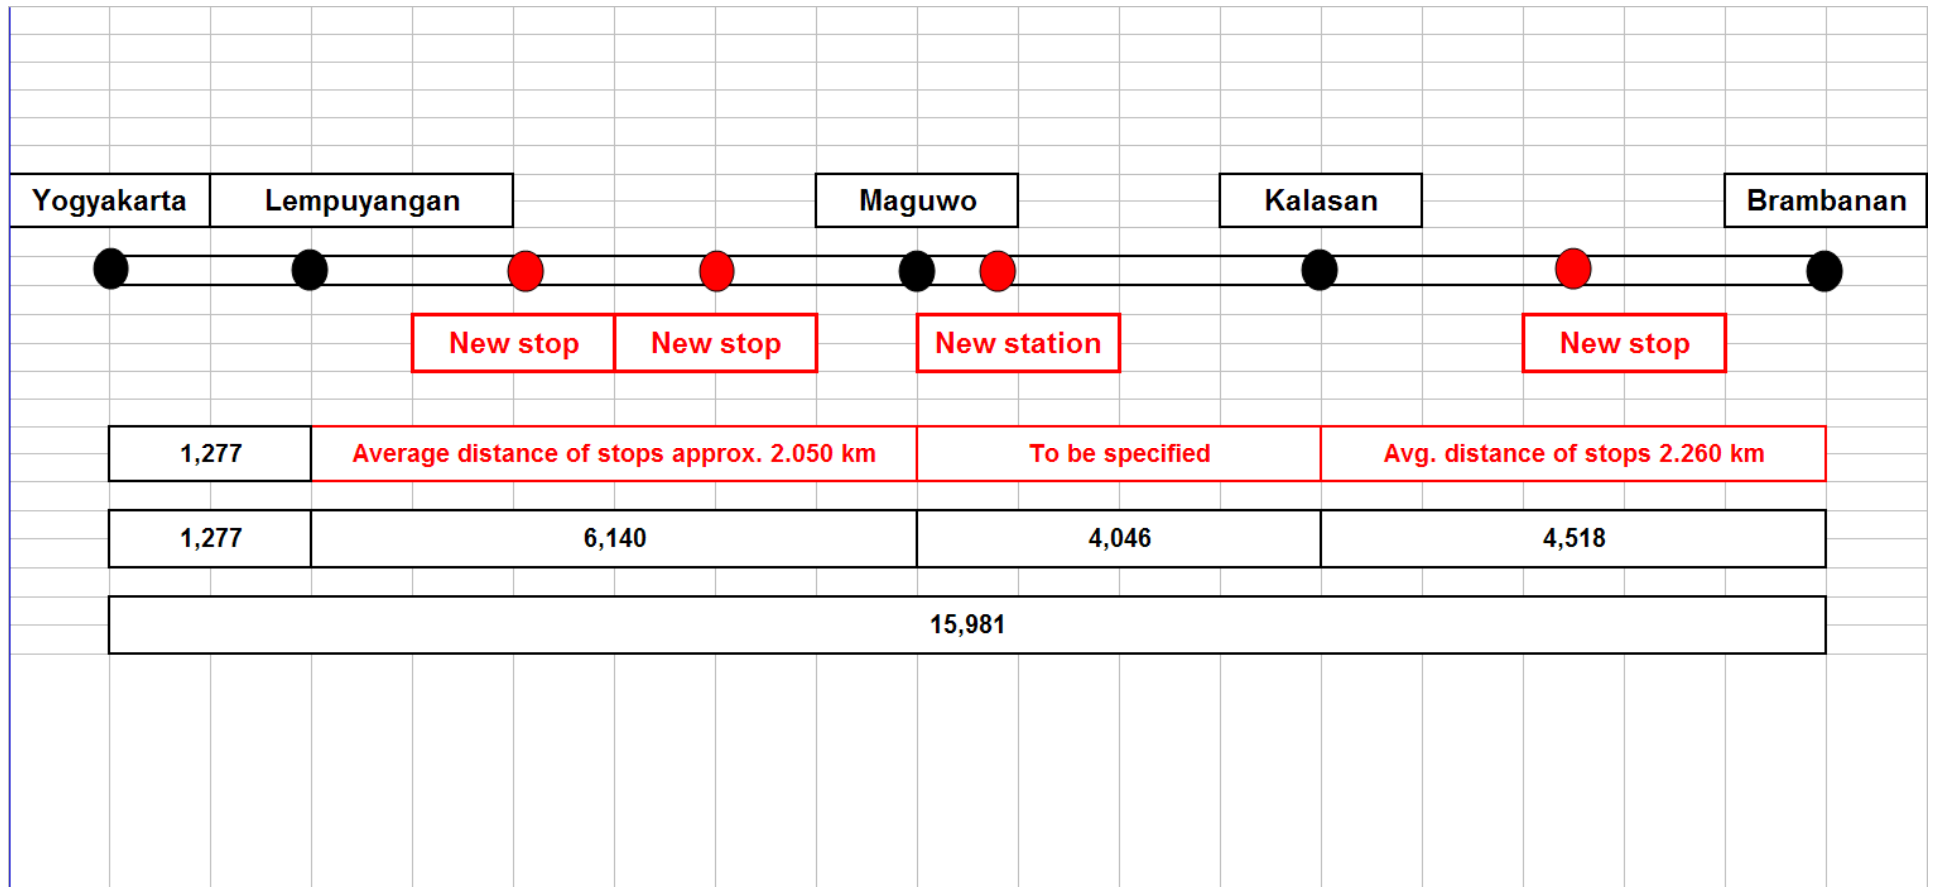 Yogyakarta
Lempuyangan
Maguwo
Kalasan
Brambanan
New stop
New stop
New station
New stop
1,277
Average distance of stops approx. 2.050 km
To be specified
Avg. distance of stops 2.260 km
1,277
6,140
4,046
4,518
15,981